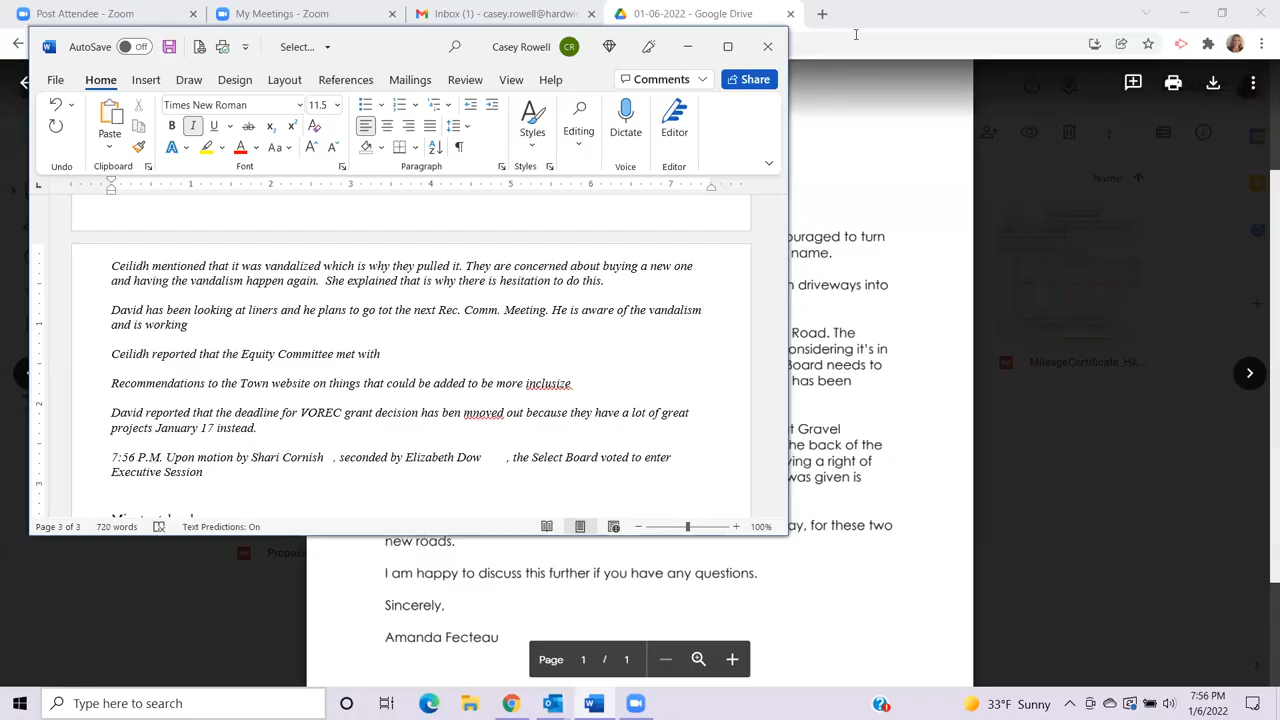 Post Attendee - Zoom
My Meetings - Zoom
Inbox (1) - casey.rowell@hardwi
01-06-2022 - Google Drive
AutoSave
Off
Select...
Casey Rowell
CR
File
Home
Insert
Draw
Design
Layout
References
Mailings
Review
View
Help
Comments
Share
Times New Roman
11.5
Paste
Styles
Editing
Dictate
Editor
Undo
Clipboard
Font
Paragraph
Styles
Voice
Editor
1
2
3
4
5
6
7
Ceilidh mentioned that it was vandalized which is why they pulled it. They are concerned about buying a new one
and having the vandalism happen again. She explained that is why there is hesitation to do this.
David has been looking at liners and he plans to go tot the next Rec. Comm. Meeting. He is aware of the vandalism
and is working
Ceilidh reported that the Equity Committee met with
Recommendations to the Town website on things that could be added to be more inclusize
David reported that the deadline for VOREC grant decision has ben mnoyed out because they have a lot of great
projects January 17 instead.
7:56 P.M. Upon motion by Shari Cornish , seconded by Elizabeth Dow , the Select Board voted to enter
Executive Session
Page 3 of 3
720 words
Text Predictions: On
100%
Name
ouraged to turn
name.
n driveways into
Road. The
onsidering it's in
Board needs to
has been
et Gravel
he back of the
ving a right of
was given is
ay, for these two
new roads.
I am happy to discuss this further if you have any questions.
Sincerely,
Amanda Fecteau
MileageCertificate_HA...
Page 1 / 1
Type here to search
33°F Sunny
7:56 PM
1/6/2022